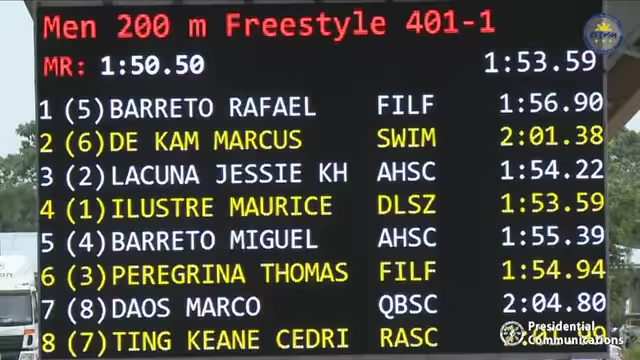 Men 200 m Freestyle 401-1
MR: 1:50.50 1:53.59
1 (5) BARRETO RAFAEL FILF 1:56.90
2 (6) DE KAM MARCUS SWIM 2:01.38
3 (2) LACUNA JESSIE KH AHSC 1:54.22
4 (1) ILUSTRE MAURICE DLSZ 1:53.59
5 (4) BARRETO MIGUEL AHSC 1:55.39
6 (3) PEREGRINA THOMAS FILF 1:54.94
7 (8) DAOS MARCO QBSC 2:04.80
8 (7) TING KEANE CEDRI RASC
Presidential
Communications